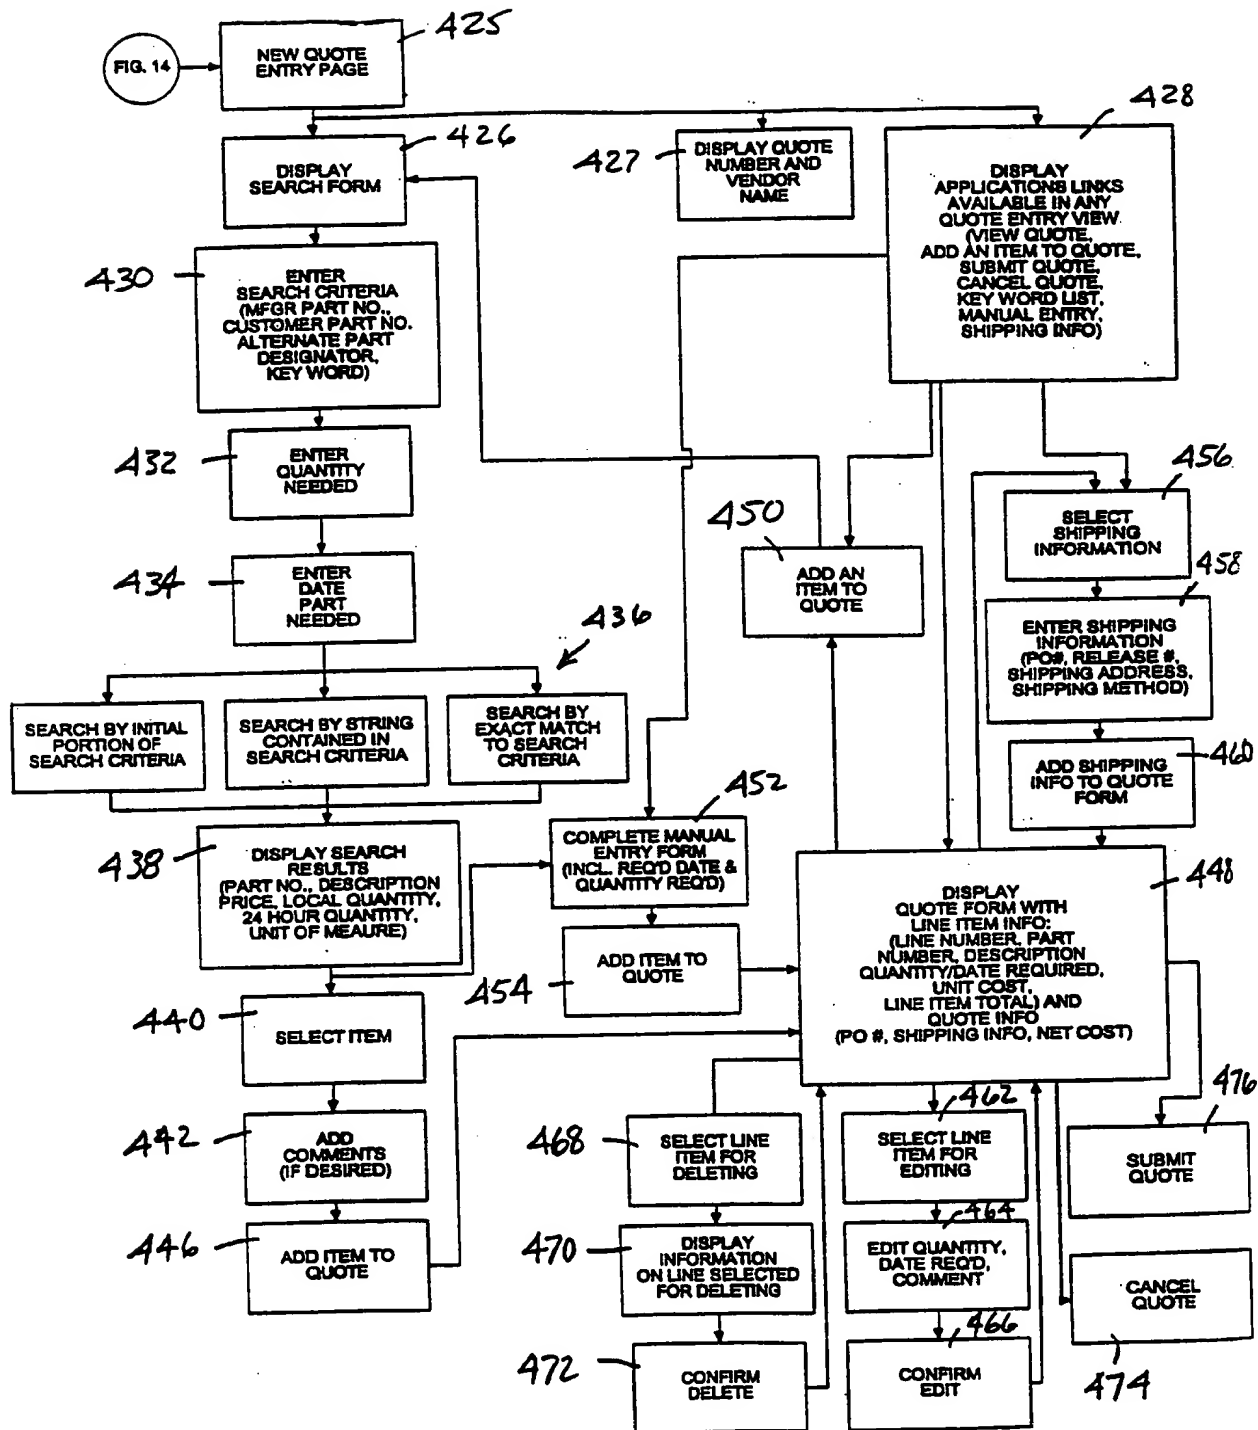 425
FIG. 14
NEW QUOTE
ENTRY PAGE
428
426
DISPLAY
SEARCH FORM
427
DISPLAY QUOTE
NUMBER AND
VENDOR
NAME
DISPLAY
APPLICATIONS LINKS
AVAILABLE IN ANY
QUOTE ENTRY VIEW
(VIEW QUOTE,
ADD AN ITEM TO QUOTE,
SUBMIT QUOTE,
CANCEL QUOTE,
KEY WORD LIST,
MANUAL ENTRY,
SHIPPING INFO)
430
ENTER
SEARCH CRITERIA
(MFGR PART NO.,
CUSTOMER PART NO.
ALTERNATE PART
DESIGNATOR,
KEY WORD)
432
ENTER
QUANTITY
NEEDED
434
ENTER
DATE
PART
NEEDED
436
SEARCH BY INITIAL
PORTION OF
SEARCH CRITERIA
SEARCH BY STRING
CONTAINED IN
SEARCH CRITERIA
SEARCH BY
EXACT MATCH
TO SEARCH
CRITERIA
438
DISPLAY SEARCH
RESULTS
(PART NO., DESCRIPTION
PRICE, LOCAL QUANTITY,
24 HOUR QUANTITY,
UNIT OF MEAURE)
440
SELECT ITEM
442
ADD
COMMENTS
(IF DESIRED)
446
ADD ITEM TO
QUOTE
450
ADD AN
ITEM TO
QUOTE
452
COMPLETE MANUAL
ENTRY FORM
(INCL. REQ'D DATE &
QUANTITY REQ'D)
454
ADD ITEM TO
QUOTE
456
SELECT
SHIPPING
INFORMATION
458
ENTER SHIPPING
INFORMATION
(PO#, RELEASE #,
SHIPPING ADDRESS,
SHIPPING METHOD)
460
ADD SHIPPING
INFO TO QUOTE
FORM
448
DISPLAY
QUOTE FORM WITH
LINE ITEM INFO:
(LINE NUMBER, PART
NUMBER, DESCRIPTION
QUANTITY/DATE REQUIRED,
UNIT COST,
LINE ITEM TOTAL) AND
QUOTE INFO
(PO #, SHIPPING INFO, NET COST)
468
SELECT LINE
ITEM FOR
DELETING
470
DISPLAY
INFORMATION
ON LINE SELECTED
FOR DELETING
472
CONFIRM
DELETE
462
SELECT LINE
ITEM FOR
EDITING
464
EDIT QUANTITY,
DATE REQ'D,
COMMENT
466
CONFIRM
EDIT
476
SUBMIT
QUOTE
CANCEL
QUOTE
474